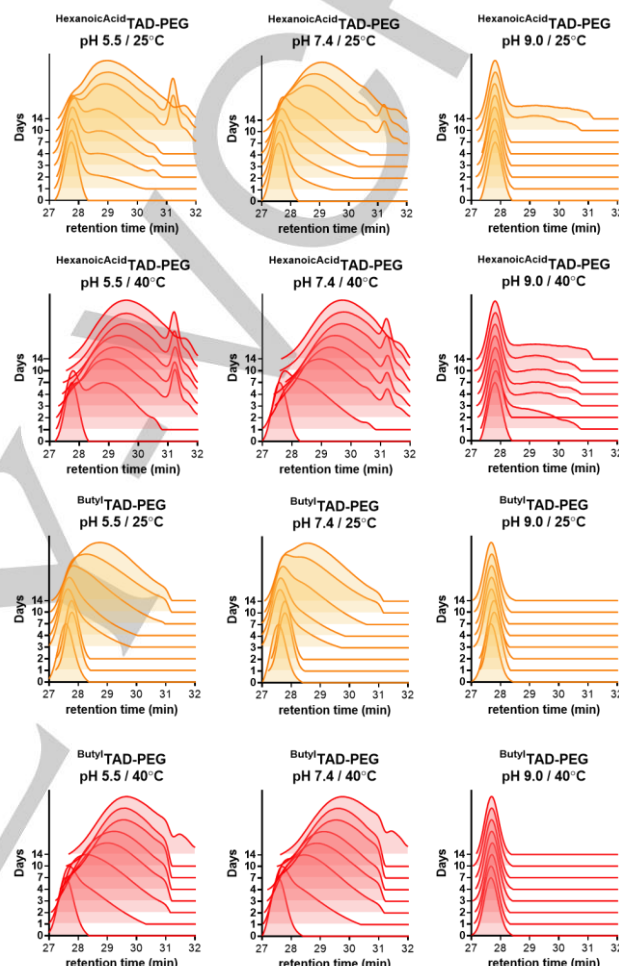 HexanoicAcidTAD-PEG
pH 5.5 / 25°C
Days
14
10
7
4
3
2
1
0
27 28 29 30 31 32
retention time (min)
HexanoicAcidTAD-PEG
pH 7.4 / 25°C
14
10
7
4
3
2
1
0
27 28 29 30 31 32
retention time (min)
HexanoicAcidTAD-PEG
pH 9.0 / 25°C
14
10
7
4
3
2
1
0
27 28 29 30 31 32
retention time (min)
HexanoicAcidTAD-PEG
pH 5.5 / 40°C
Days
14
10
7
4
3
2
1
0
27 28 29 30 31 32
retention time (min)
HexanoicAcidTAD-PEG
pH 7.4 / 40°C
14
10
7
4
3
2
1
0
27 28 29 30 31 32
retention time (min)
HexanoicAcidTAD-PEG
pH 9.0 / 40°C
14
10
7
4
3
2
1
0
27 28 29 30 31 32
retention time (min)
ButylTAD-PEG
pH 5.5 / 25°C
Days
14
10
7
4
3
2
1
0
27 28 29 30 31 32
retention time (min)
ButylTAD-PEG
pH 7.4 / 25°C
14
10
7
4
3
2
1
0
27 28 29 30 31 32
retention time (min)
ButylTAD-PEG
pH 9.0 / 25°C
14
10
7
4
3
2
1
0
27 28 29 30 31 32
retention time (min)
ButylTAD-PEG
pH 5.5 / 40°C
Days
14
10
7
4
3
2
1
0
27 28 29 30 31 32
retention time (min)
ButylTAD-PEG
pH 7.4 / 40°C
14
10
7
4
3
2
1
0
27 28 29 30 31 32
retention time (min)
ButylTAD-PEG
pH 9.0 / 40°C
14
10
7
4
3
2
1
0
27 28 29 30 31 32
retention time (min)